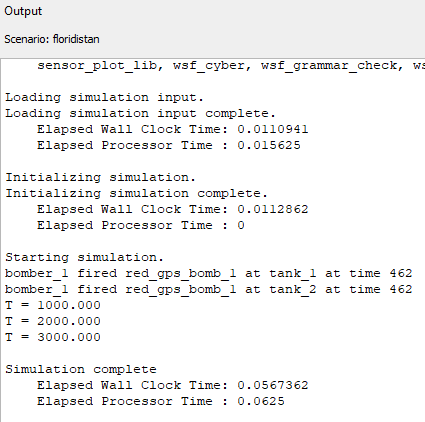 Output
Scenario: floridistan
sensor_plot_lib, wsf_cyber, wsf_grammar_check, ws
Loading simulation input.
Loading simulation input complete.
Elapsed Wall Clock Time: 0.0110941
Elapsed Processor Time : 0.015625
Initializing simulation.
Initializing simulation complete.
Elapsed Wall Clock Time: 0.0112862
Elapsed Processor Time : 0
Starting simulation.
bomber_1 fired red_gps_bomb_1 at tank_1 at time 462
bomber_1 fired red_gps_bomb_1 at tank_2 at time 462
T = 1000.000
T = 2000.000
T = 3000.000
Simulation complete
Elapsed Wall Clock Time: 0.0567362
Elapsed Processor Time : 0.0625